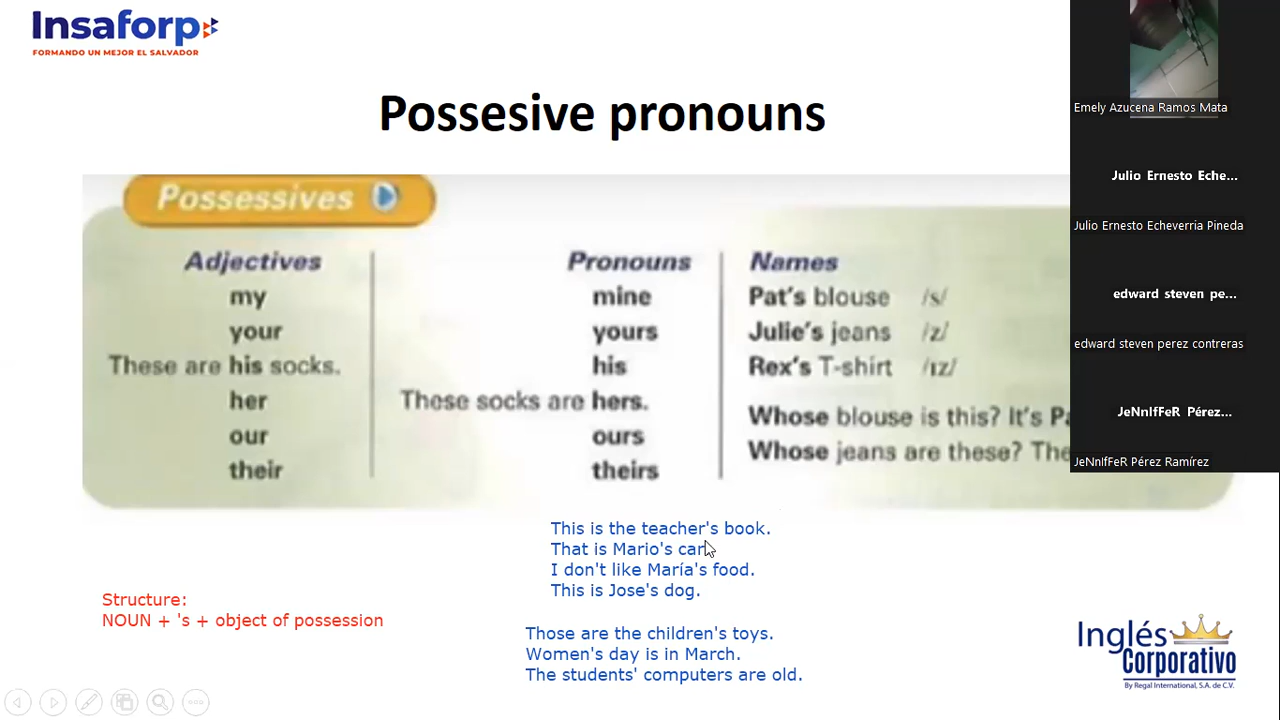 Insaforp
FORMANDO UN MEJOR EL SALVADOR
Possesive pronouns
Possessives
Adjectives
my
your
These are his socks.
her
our
their
Pronouns
mine
yours
his
These socks are hers.
ours
theirs
Names
Pat's blouse /s/
Julie's jeans /z/
Rex's T-shirt /ɪz/
Whose blouse is this? It's
Whose jeans are these?
This is the teacher's book.
That is Mario's car
I don't like María's food.
This is Jose's dog.
Those are the children's toys.
Women's day is in March.
The students' computers are old.
Structure:
NOUN + 's + object of possession
Emely Azucena Ramos Mata
Julio Ernesto Eche...
Julio Ernesto Echeverria Pineda
edward steven pe...
edward steven perez contreras
JeNnIfFeR Pérez...
JeNnIfFeR Pérez Ramírez
Inglés
Corporativo
By Regal International, S.A. de C.V.